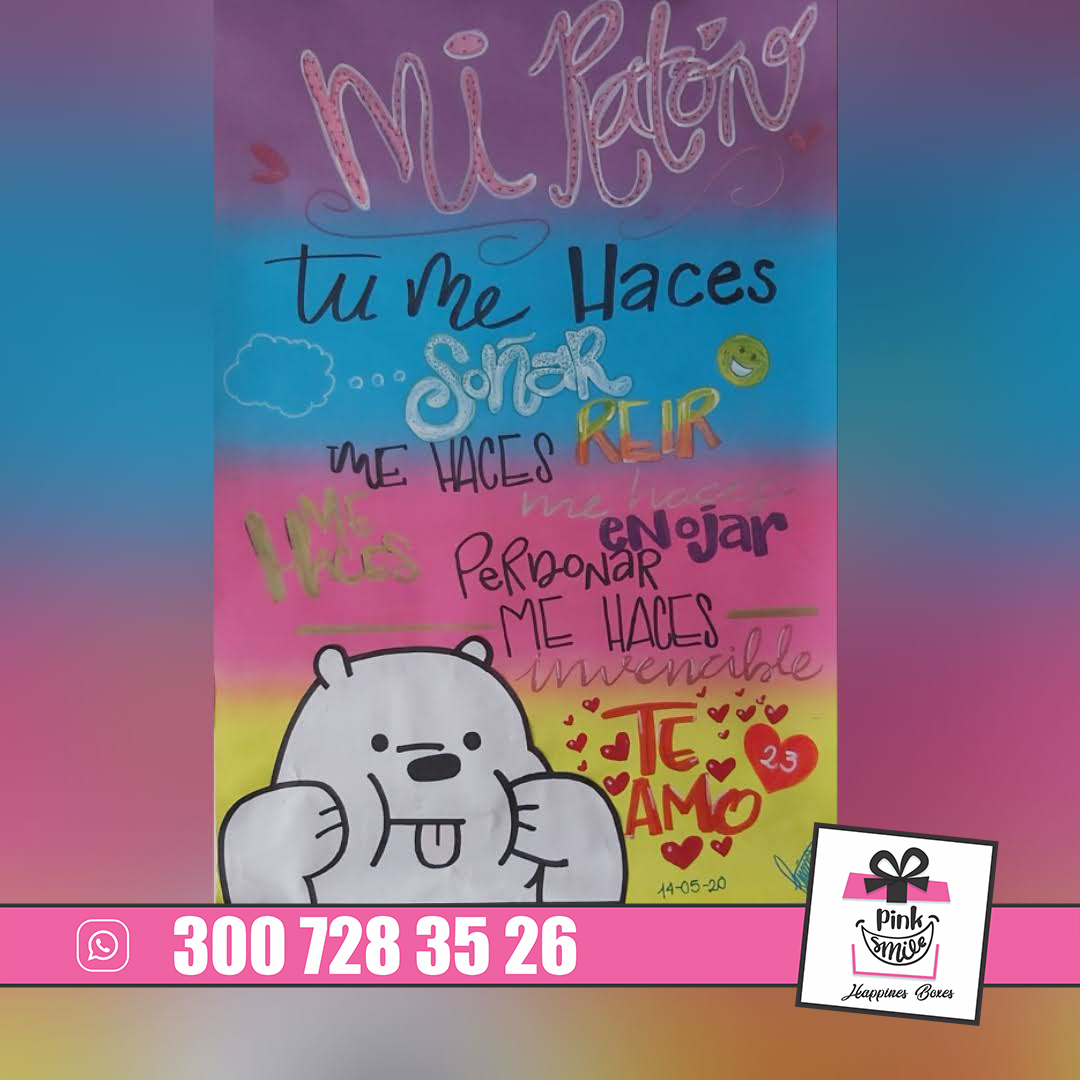 Mi Ratón
tu me Haces
Soñar
ME HACES REIR
me haces
enojar
ME
HACES
PerDonar
ME HACES
invencible
TE
AMO
23
14-05-20
300 728 35 26
Pink
Smile
Happines Boxes